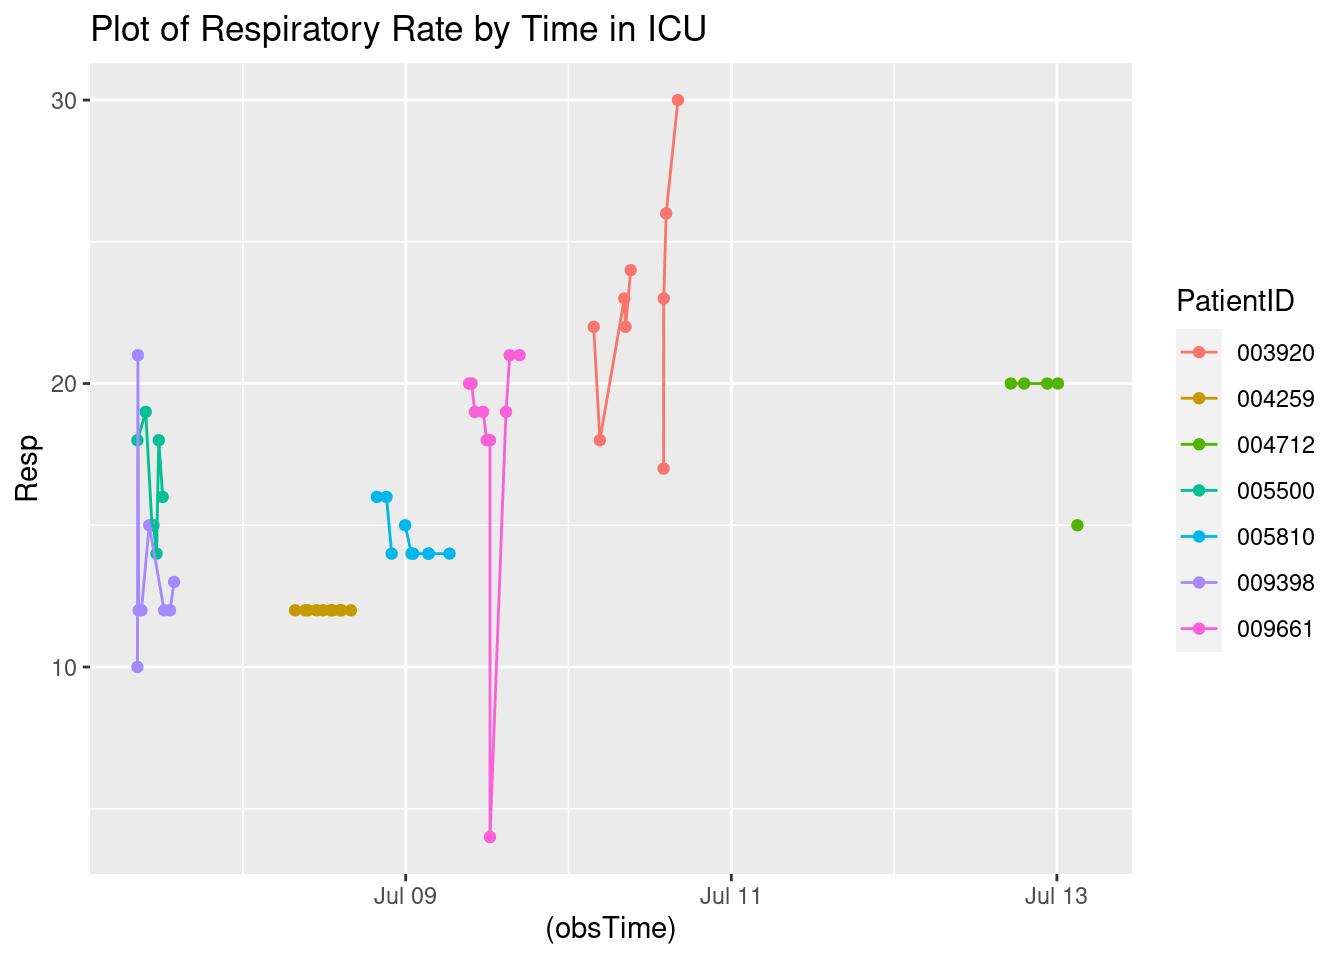 Plot of Respiratory Rate by Time in ICU
30
20
10
Resp
Jul 09
Jul 11
Jul 13
(obsTime)
PatientID
003920
004259
004712
005500
005810
009398
009661